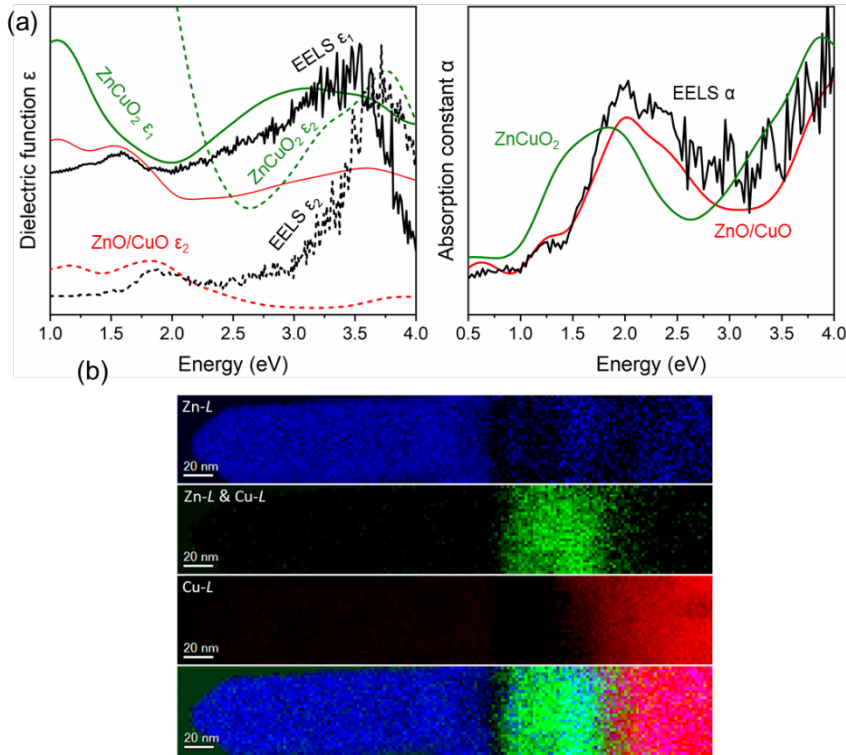 (a)
Dielectric function ε
ZnCuO₂ ε₁
EELS ε₁
ZnCuO₂ ε₂
EELS ε₂
ZnO/CuO ε₂
1.0 1.5 2.0 2.5 3.0 3.5 4.0
Energy (eV)
Absorption constant α
EELS α
ZnCuO₂
ZnO/CuO
0.5 1.0 1.5 2.0 2.5 3.0 3.5 4.0
Energy (eV)
(b)
Zn-L
20 nm
Zn-L & Cu-L
20 nm
Cu-L
20 nm
20 nm